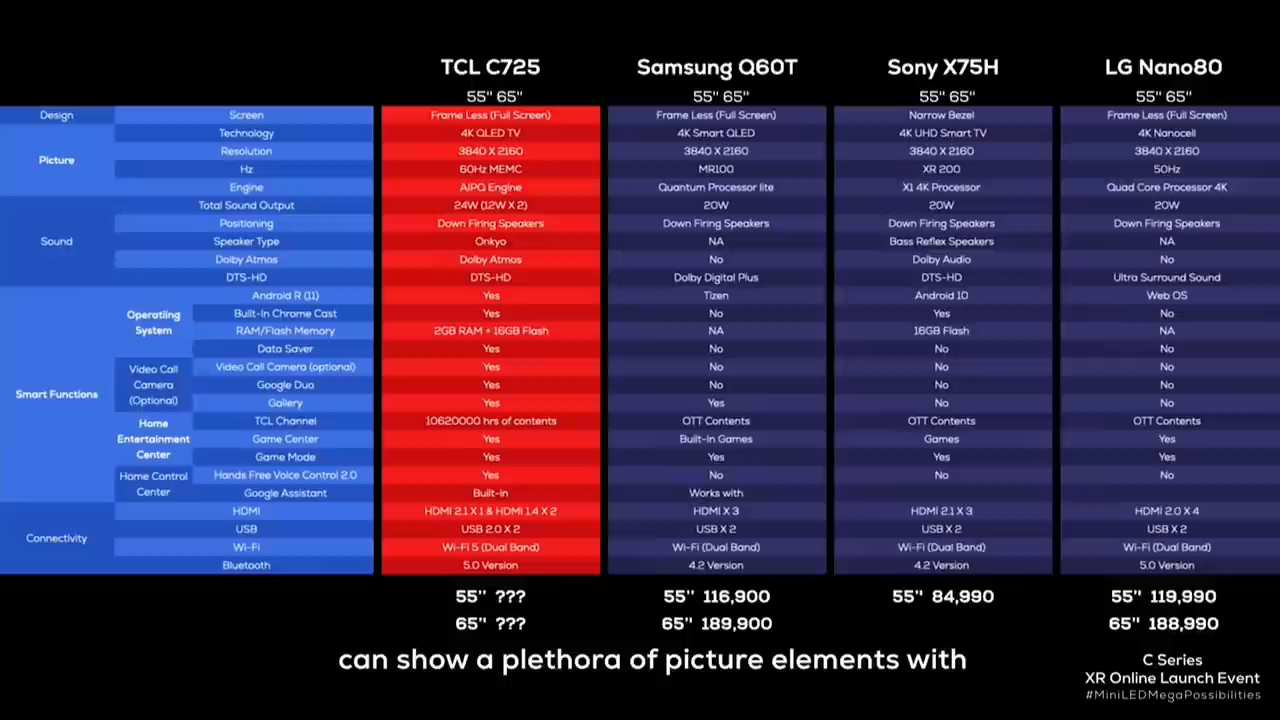 TCL C725 Samsung Q60T Sony X75H LG Nano80
55" 65" 55" 65" 55" 65" 55" 65"
Design Screen Frame Less (Full Screen) Frame Less (Full Screen) Narrow Bezel Frame Less (Full Screen)
Technology 4K QLED TV 4K Smart QLED 4K UHD Smart TV 4K Nanocell
Picture Resolution 3840 X 2160 3840 X 2160 3840 X 2160 3840 X 2160
Hz 60Hz MEMC MR100 XR 200 50Hz
Engine AIPQ Engine Quantum Processor lite X1 4K Processor Quad Core Processor 4K
Total Sound Output 24W (12W X 2) 20W 20W 20W
Positioning Down Firing Speakers Down Firing Speakers Down Firing Speakers Down Firing Speakers
Sound Speaker Type Onkyo NA Bass Reflex Speakers NA
Dolby Atmos Dolby Atmos No Dolby Audio No
DTS-HD DTS-HD Dolby Digital Plus DTS-HD Ultra Surround Sound
Android R (11) Yes Tizen Android 10 Web OS
Operatiing System Built-In Chrome Cast Yes No Yes No
RAM/Flash Memory 2GB RAM + 16GB Flash NA 16GB Flash NA
Data Saver Yes No No No
Video Call Camera (Optional) Video Call Camera (optional) Yes No No No
Google Duo Yes No No No
Smart Functions Gallery Yes Yes No No
Home Entertainment Center TCL Channel 10620000 hrs of contents OTT Contents OTT Contents OTT Contents
Game Center Yes Built-In Games Games Yes
Game Mode Yes Yes Yes Yes
Home Control Center Hands Free Voice Control 2.0 Yes No No No
Google Assistant Built-in Works with
HDMI HDMI 2.1 X 1 & HDMI 1.4 X 2 HDMI X 3 HDMI 2.1 X 3 HDMI 2.0 X 4
Connectivity USB USB 2.0 X 2 USB X 2 USB X 2 USB X 2
Wi-Fi Wi-Fi 5 (Dual Band) Wi-Fi (Dual Band) Wi-Fi (Dual Band) Wi-Fi (Dual Band)
Bluetooth 5.0 Version 4.2 Version 4.2 Version 5.0 Version
55" ??? 55" 116,900 55" 84,990 55" 119,990
65" ??? 65" 189,900 65" 188,990
can show a plethora of picture elements with
C Series
XR Online Launch Event
#MiniLEDMegaPossibilities